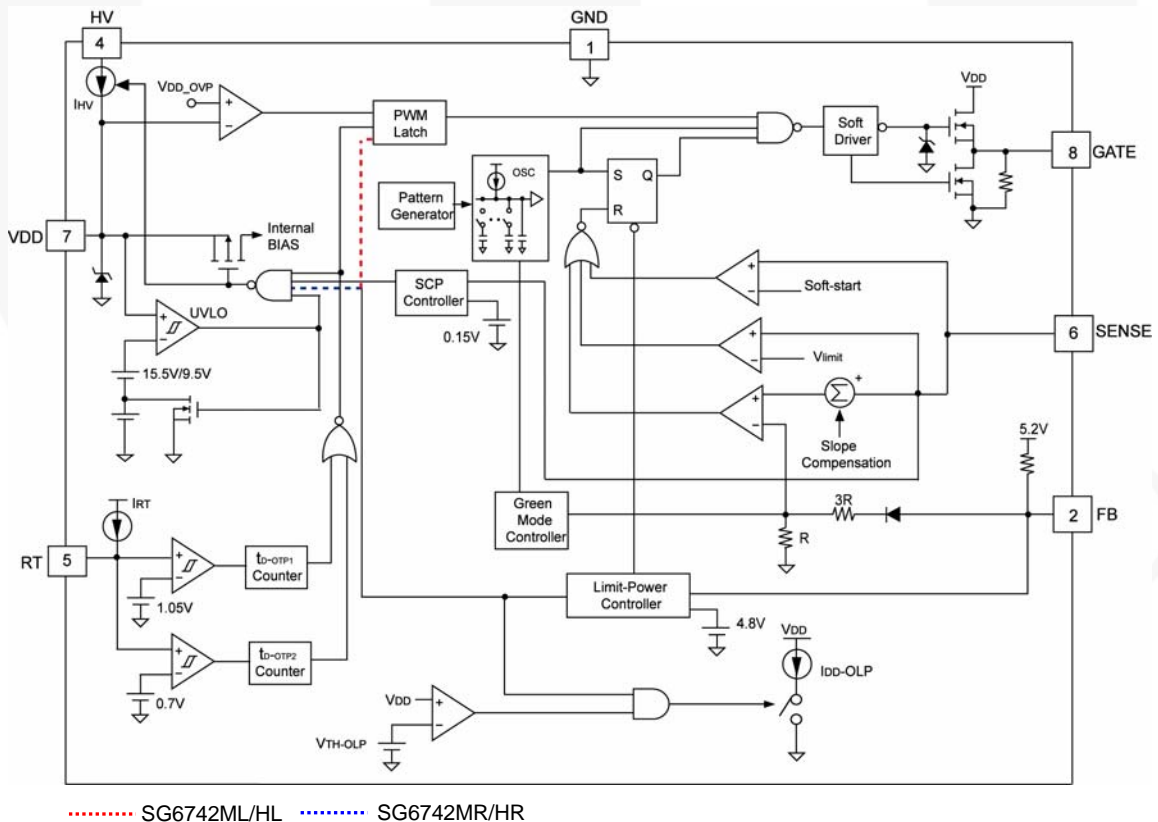 HV
4
GND
1
IHV
VDD_OVP
+
−
PWM
Latch
Soft
Driver
VDD
8
GATE
Pattern
Generator
OSC
S
Q
R
VDD
7
Internal
BIAS
SCP
Controller
0.15V
+
−
Soft-start
6
SENSE
+
−
UVLO
15.5V/9.5V
+
−
Vlimit
+
−
Σ
+
Slope
Compensation
5.2V
IRT
Green
Mode
Controller
3R
R
2
FB
RT
5
+
−
tD-OTP1
Counter
1.05V
Limit-Power
Controller
4.8V
+
−
tD-OTP2
Counter
0.7V
VDD
IDD-OLP
VDD
+
−
VTH-OLP
SG6742ML/HL
SG6742MR/HR